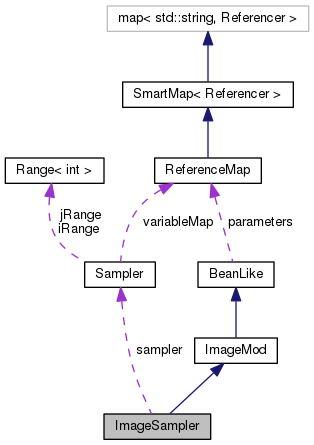 map< std::string, Referencer >
SmartMap< Referencer >
Range< int >
ReferenceMap
jRange
iRange
variableMap
parameters
Sampler
BeanLike
sampler
ImageMod
ImageSampler